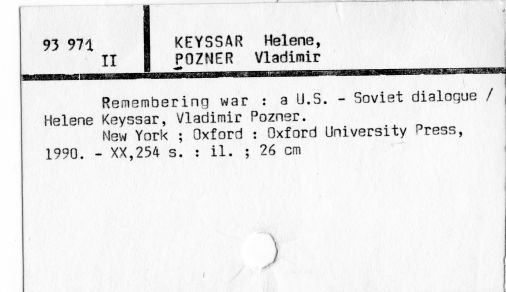 93 971
II
KEYSSAR Helene,
POZNER Vladimir
Remembering war : a U.S. - Soviet dialogue /
Helene Keyssar, Vladimir Pozner.
New York ; Oxford : Oxford University Press,
1990. - XX,254 s. : il. ; 26 cm